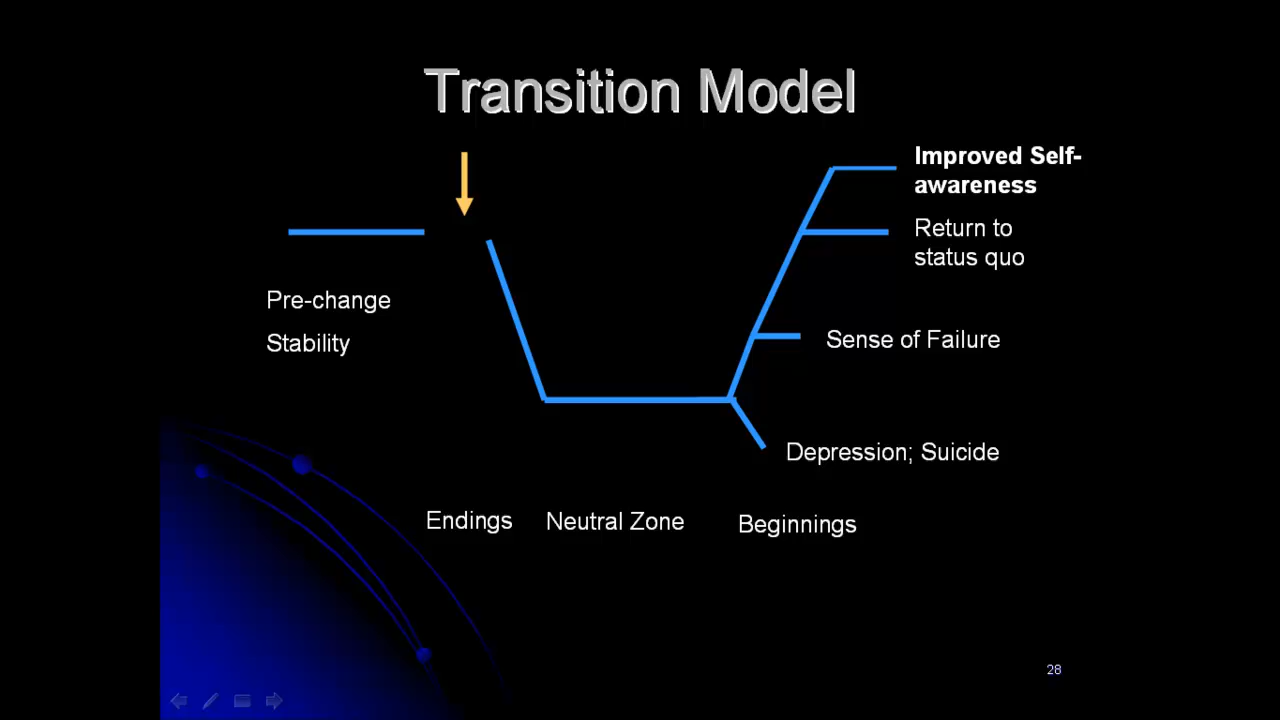 Transition Model
Improved Self-
awareness
Return to
status quo
Pre-change
Stability
Sense of Failure
Depression; Suicide
Endings
Neutral Zone
Beginnings
28